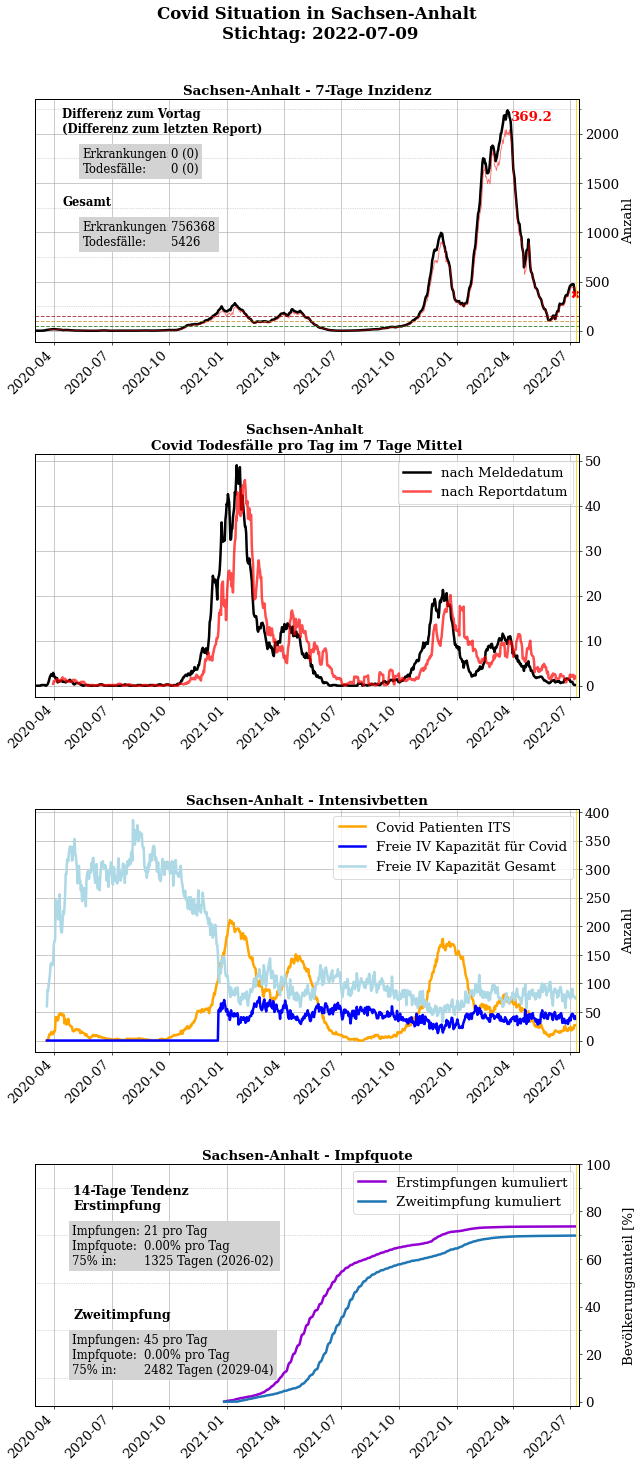 Covid Situation in Sachsen-Anhalt
Stichtag: 2022-07-09
Sachsen-Anhalt - 7-Tage Inzidenz
Differenz zum Vortag
(Differenz zum letzten Report)
Erkrankungen 0 (0)
Todesfälle: 0 (0)
Gesamt
Erkrankungen 756368
Todesfälle: 5426
369.2
2000
1500
1000
500
0
Anzahl
2020-04
2020-07
2020-10
2021-01
2021-04
2021-07
2021-10
2022-01
2022-04
2022-07
Sachsen-Anhalt
Covid Todesfälle pro Tag im 7 Tage Mittel
nach Meldedatum
nach Reportdatum
50
40
30
20
10
0
2020-04
2020-07
2020-10
2021-01
2021-04
2021-07
2021-10
2022-01
2022-04
2022-07
Sachsen-Anhalt - Intensivbetten
Covid Patienten ITS
Freie IV Kapazität für Covid
Freie IV Kapazität Gesamt
400
350
300
250
200
150
100
50
0
Anzahl
2020-04
2020-07
2020-10
2021-01
2021-04
2021-07
2021-10
2022-01
2022-04
2022-07
Sachsen-Anhalt - Impfquote
14-Tage Tendenz
Erstimpfung
Impfungen: 21 pro Tag
Impfquote: 0.00% pro Tag
75% in: 1325 Tagen (2026-02)
Zweitimpfung
Impfungen: 45 pro Tag
Impfquote: 0.00% pro Tag
75% in: 2482 Tagen (2029-04)
Erstimpfungen kumuliert
Zweitimpfung kumuliert
100
80
60
40
20
0
Bevölkerungsanteil [%]
2020-04
2020-07
2020-10
2021-01
2021-04
2021-07
2021-10
2022-01
2022-04
2022-07